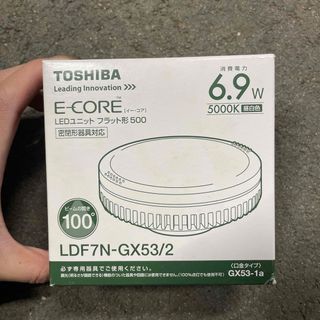 TOSHIBA
Leading Innovation >>>
E-CORE™
[イー・コア]
LEDユニット フラット形 500
密閉形器具対応
消費電力
6.9W
5000K 昼白色
ビームの開き
100°
LDF7N-GX53/2
必ず専用器具でご使用ください。
〈口金タイプ〉
GX53-1a